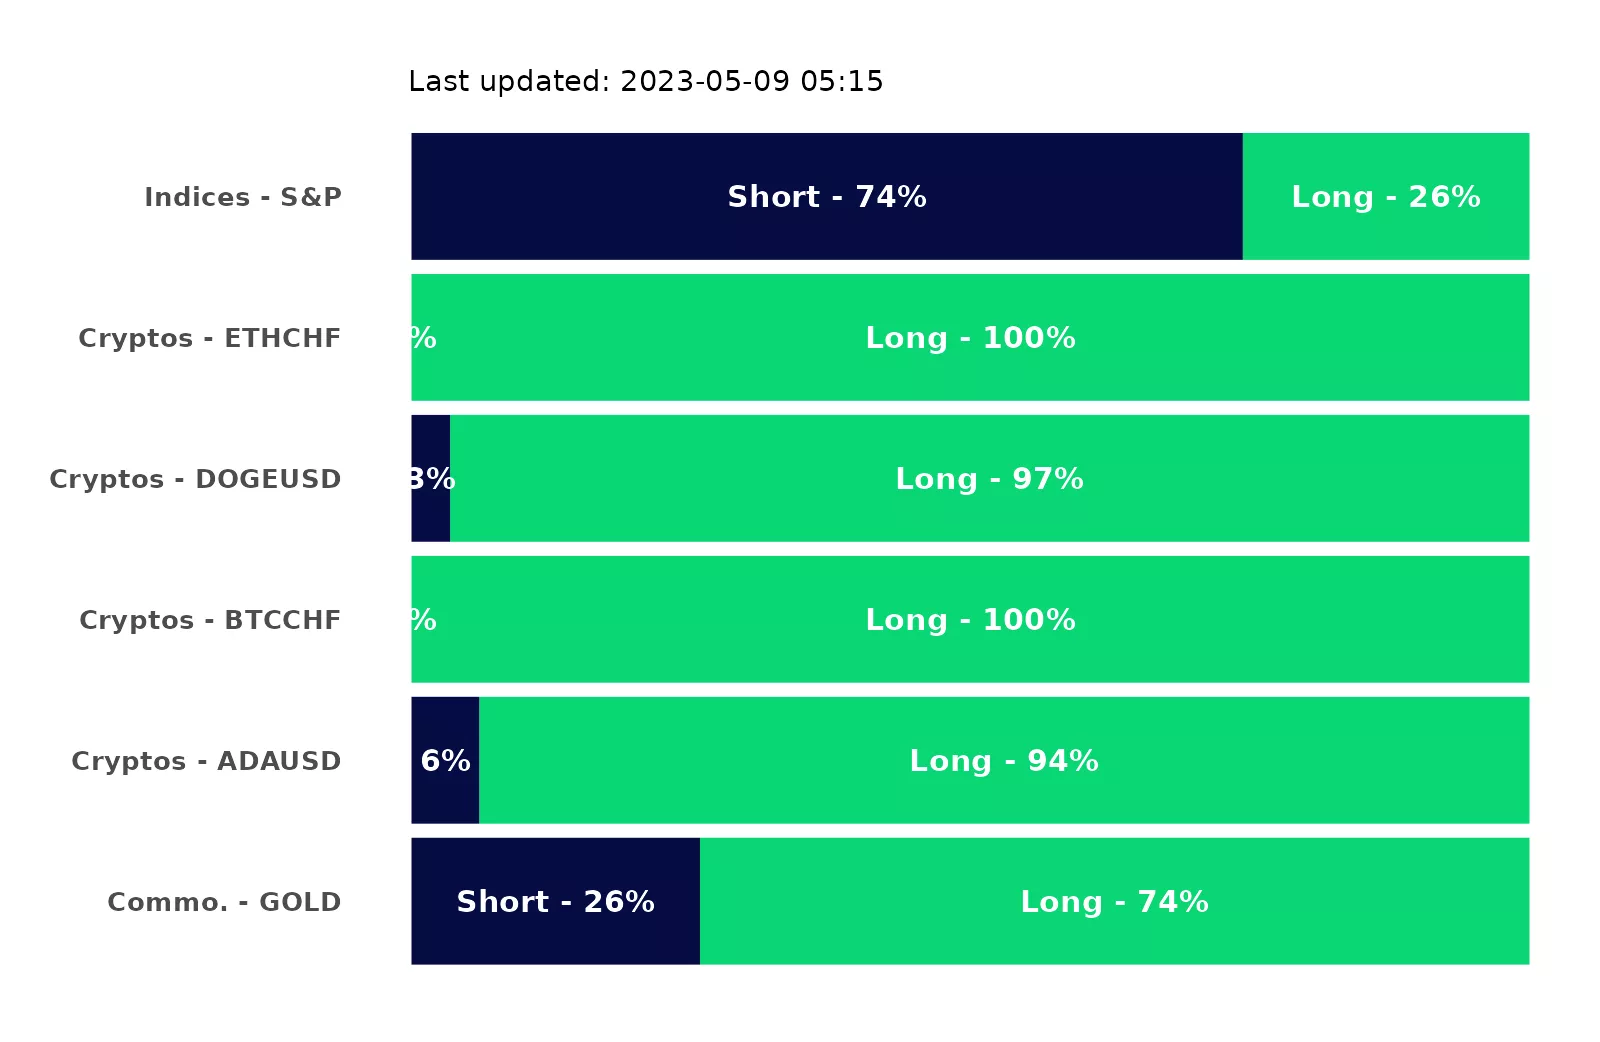 Last updated: 2023-05-09 05:15
Indices - S&P Short - 74% Long - 26%
Cryptos - ETHCHF % Long - 100%
Cryptos - DOGEUSD 3% Long - 97%
Cryptos - BTCCHF % Long - 100%
Cryptos - ADAUSD 6% Long - 94%
Commo. - GOLD Short - 26% Long - 74%